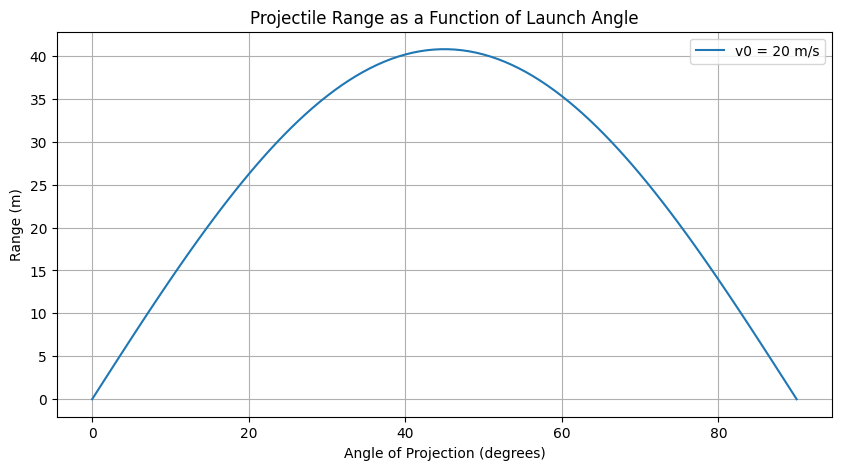 Projectile Range as a Function of Launch Angle
v0 = 20 m/s
Range (m)
40
35
30
25
20
15
10
5
0
0 20 40 60 80
Angle of Projection (degrees)